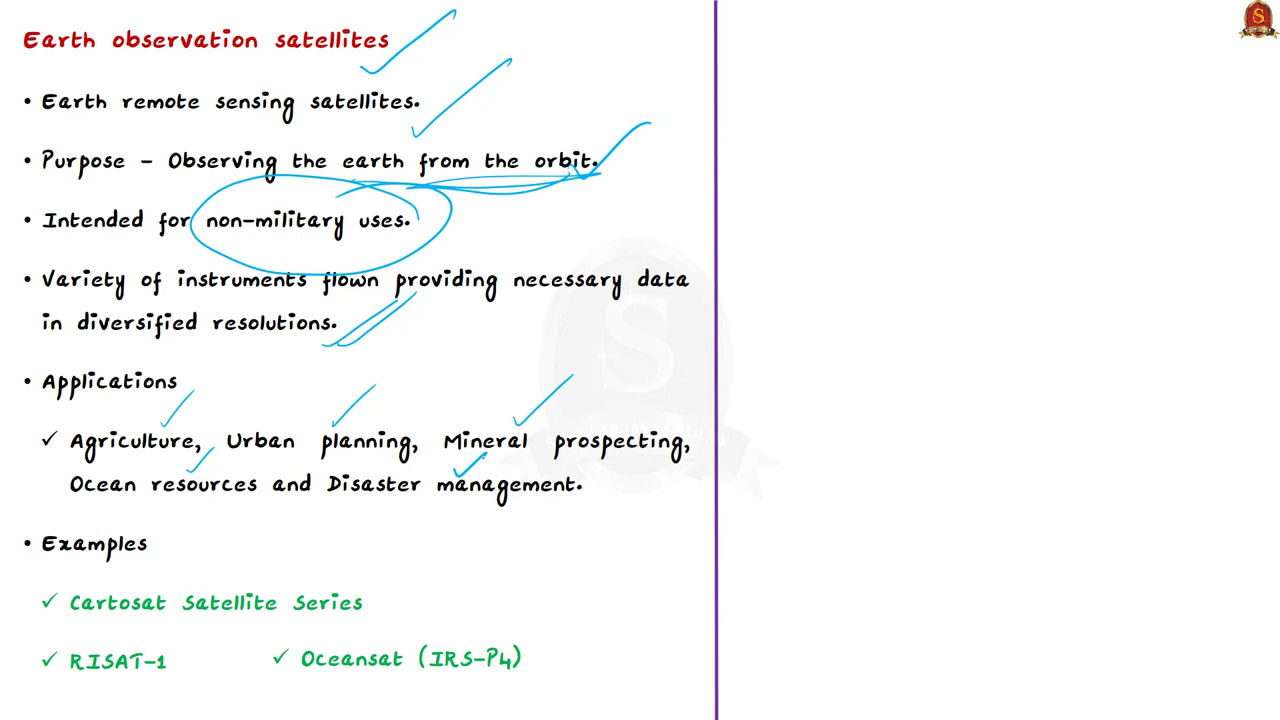 Earth observation satellites
• Earth remote sensing satellites.
• Purpose - Observing the earth from the orbit.
• Intended for non-military uses.
• Variety of instruments flown providing necessary data
in diversified resolutions.
• Applications
✓ Agriculture, Urban planning, Mineral prospecting,
Ocean resources and Disaster management.
• Examples
✓ Cartosat Satellite Series
✓ RISAT-1 ✓ Oceansat (IRS-P4)